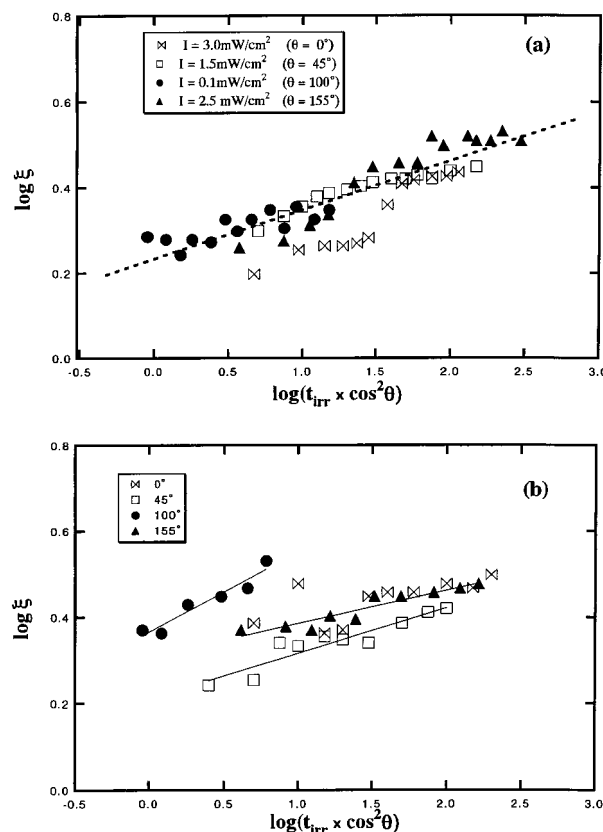 (a)
I = 3.0mW/cm² (θ = 0°)
I = 1.5mW/cm² (θ = 45°)
I = 0.1mW/cm² (θ = 100°)
I = 2.5 mW/cm² (θ = 155°)
0.8
0.6
0.4
0.2
0.0
log ξ
-0.5 0.0 0.5 1.0 1.5 2.0 2.5 3.0
log(t_irr × cos²θ)
(b)
0°
45°
100°
155°
0.8
0.6
0.4
0.2
0.0
log ξ
-0.5 0.0 0.5 1.0 1.5 2.0 2.5 3.0
log(t_irr × cos²θ)